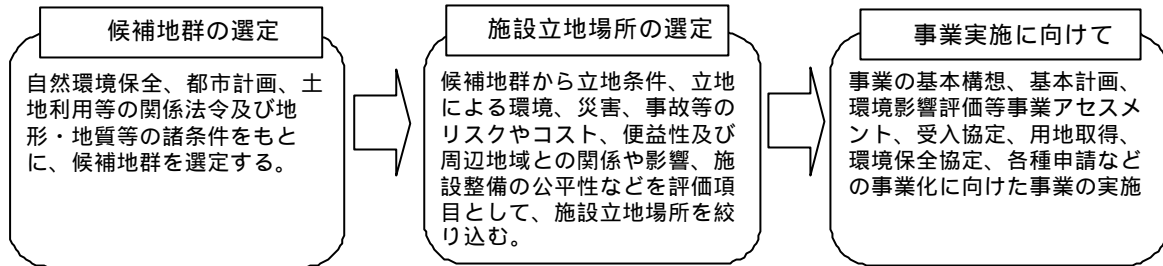 候補地群の選定
自然環境保全、都市計画、土
地利用等の関係法令及び地
形・地質等の諸条件をもと
に、候補地群を選定する。
施設立地場所の選定
候補地群から立地条件、立地
による環境、災害、事故等の
リスクやコスト、便益性及び
周辺地域との関係や影響、施
設整備の公平性などを評価項
目として、施設立地場所を絞
り込む。
事業実施に向けて
事業の基本構想、基本計画、
環境影響評価等事業アセスメ
ント、受入協定、用地取得、
環境保全協定、各種申請など
の事業化に向けた事業の実施